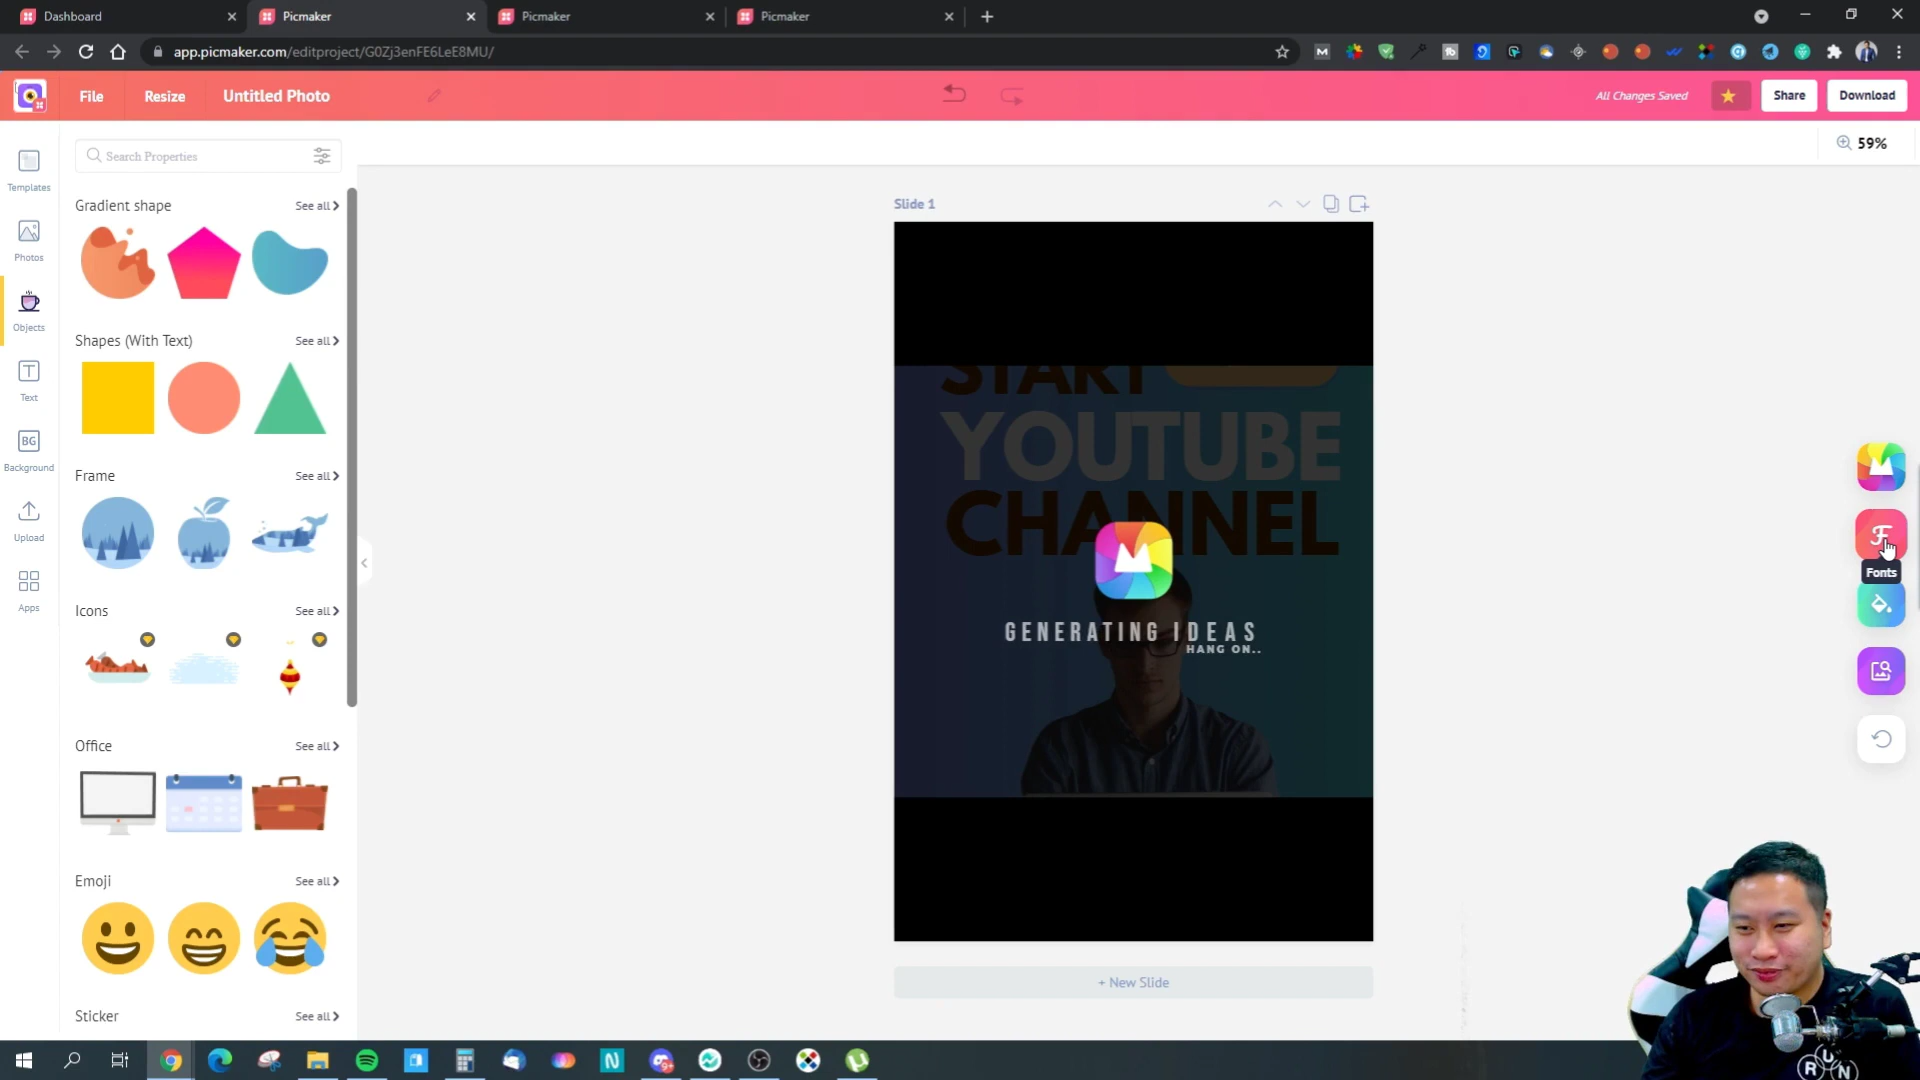 Dashboard
Picmaker
Picmaker
Picmaker
app.picmaker.com/editproject/G0Zj3enFE6LeE8MU/
File
Resize
Untitled Photo
All Changes Saved
Share
Download
Search Properties
59%
Templates
Photos
Objects
Text
BG
Background
Upload
Apps
Gradient shape
See all
Shapes (With Text)
See all
Frame
See all
Icons
See all
Office
See all
Emoji
See all
Sticker
See all
Slide 1
START
YOUTUBE
CHANNEL
GENERATING IDEAS
HANG ON..
+ New Slide
Fonts
RUN